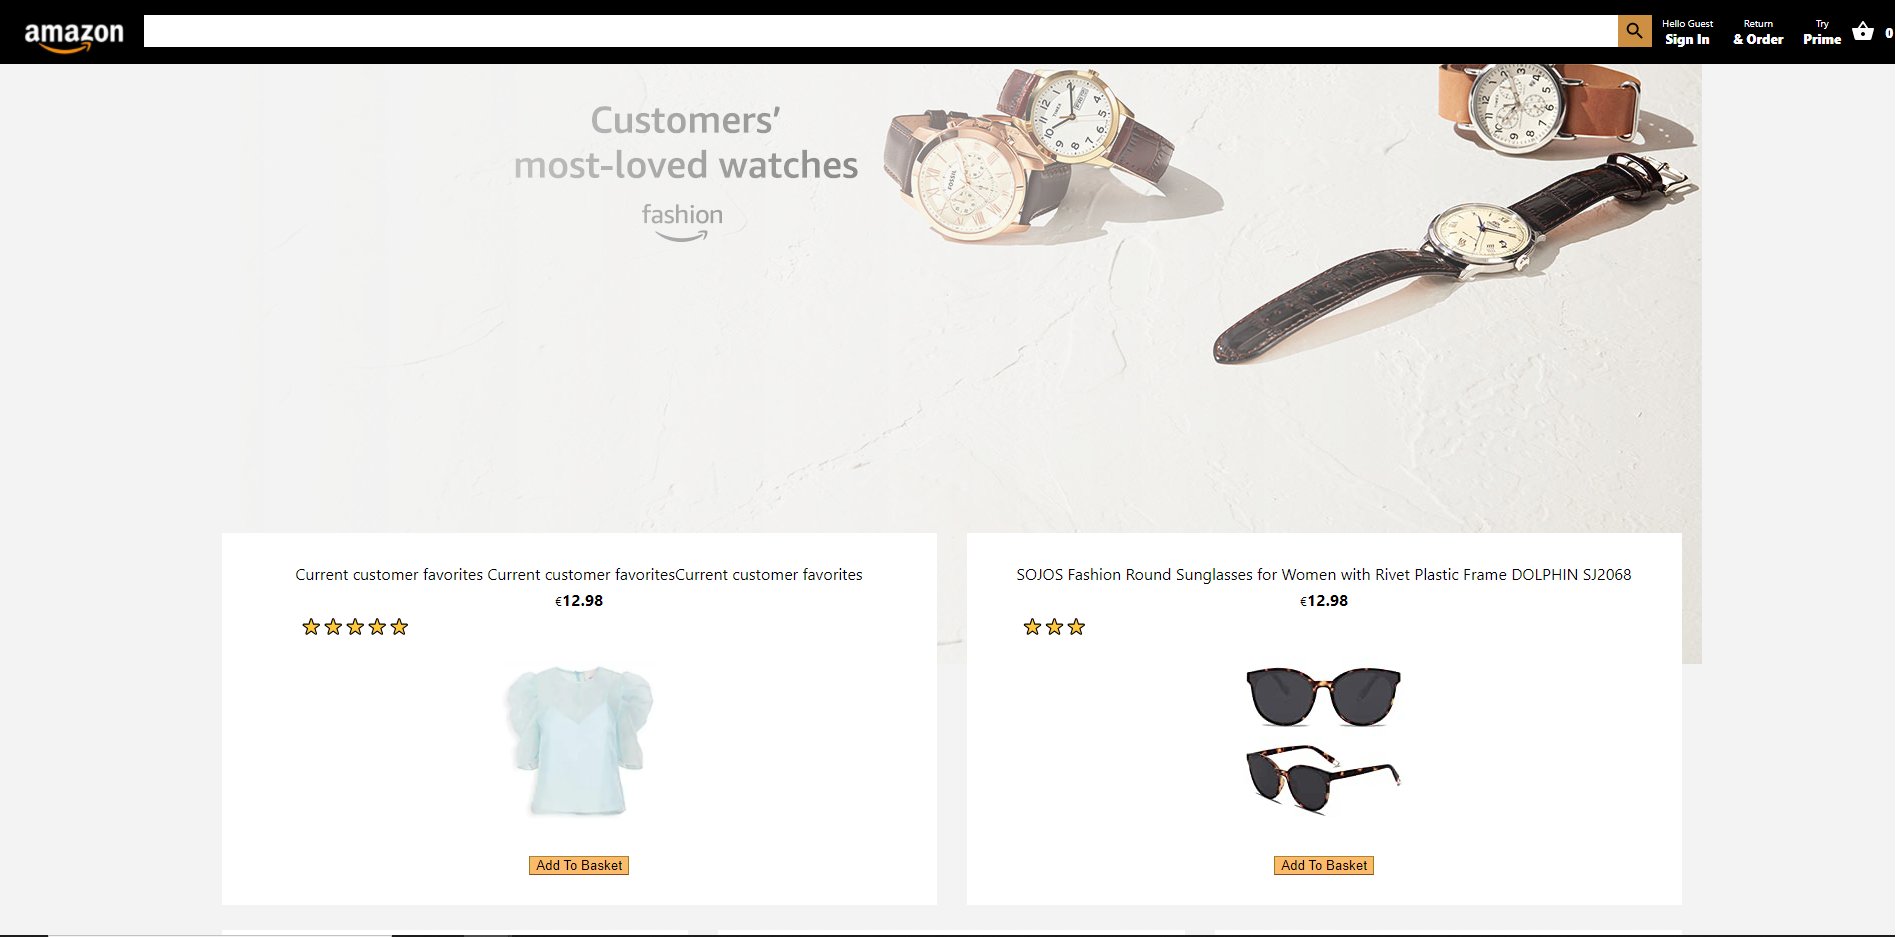 amazon
Hello Guest
Sign In
Return
& Order
Try
Prime
0
Customers'
most-loved watches
fashion
Current customer favorites Current customer favoritesCurrent customer favorites
€12.98
Add To Basket
SOJOS Fashion Round Sunglasses for Women with Rivet Plastic Frame DOLPHIN SJ2068
€12.98
Add To Basket